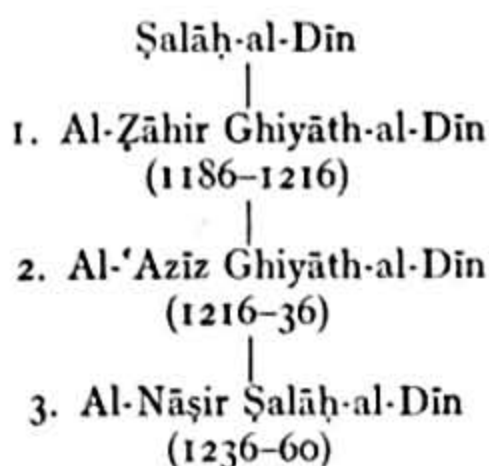 Ṣalāḥ-al-Dīn
1. Al-Ẓāhir Ghiyāth-al-Dīn
(1186–1216)
2. Al-ʿAzīz Ghiyāth-al-Dīn
(1216–36)
3. Al-Nāṣir Ṣalāḥ-al-Dīn
(1236–60)